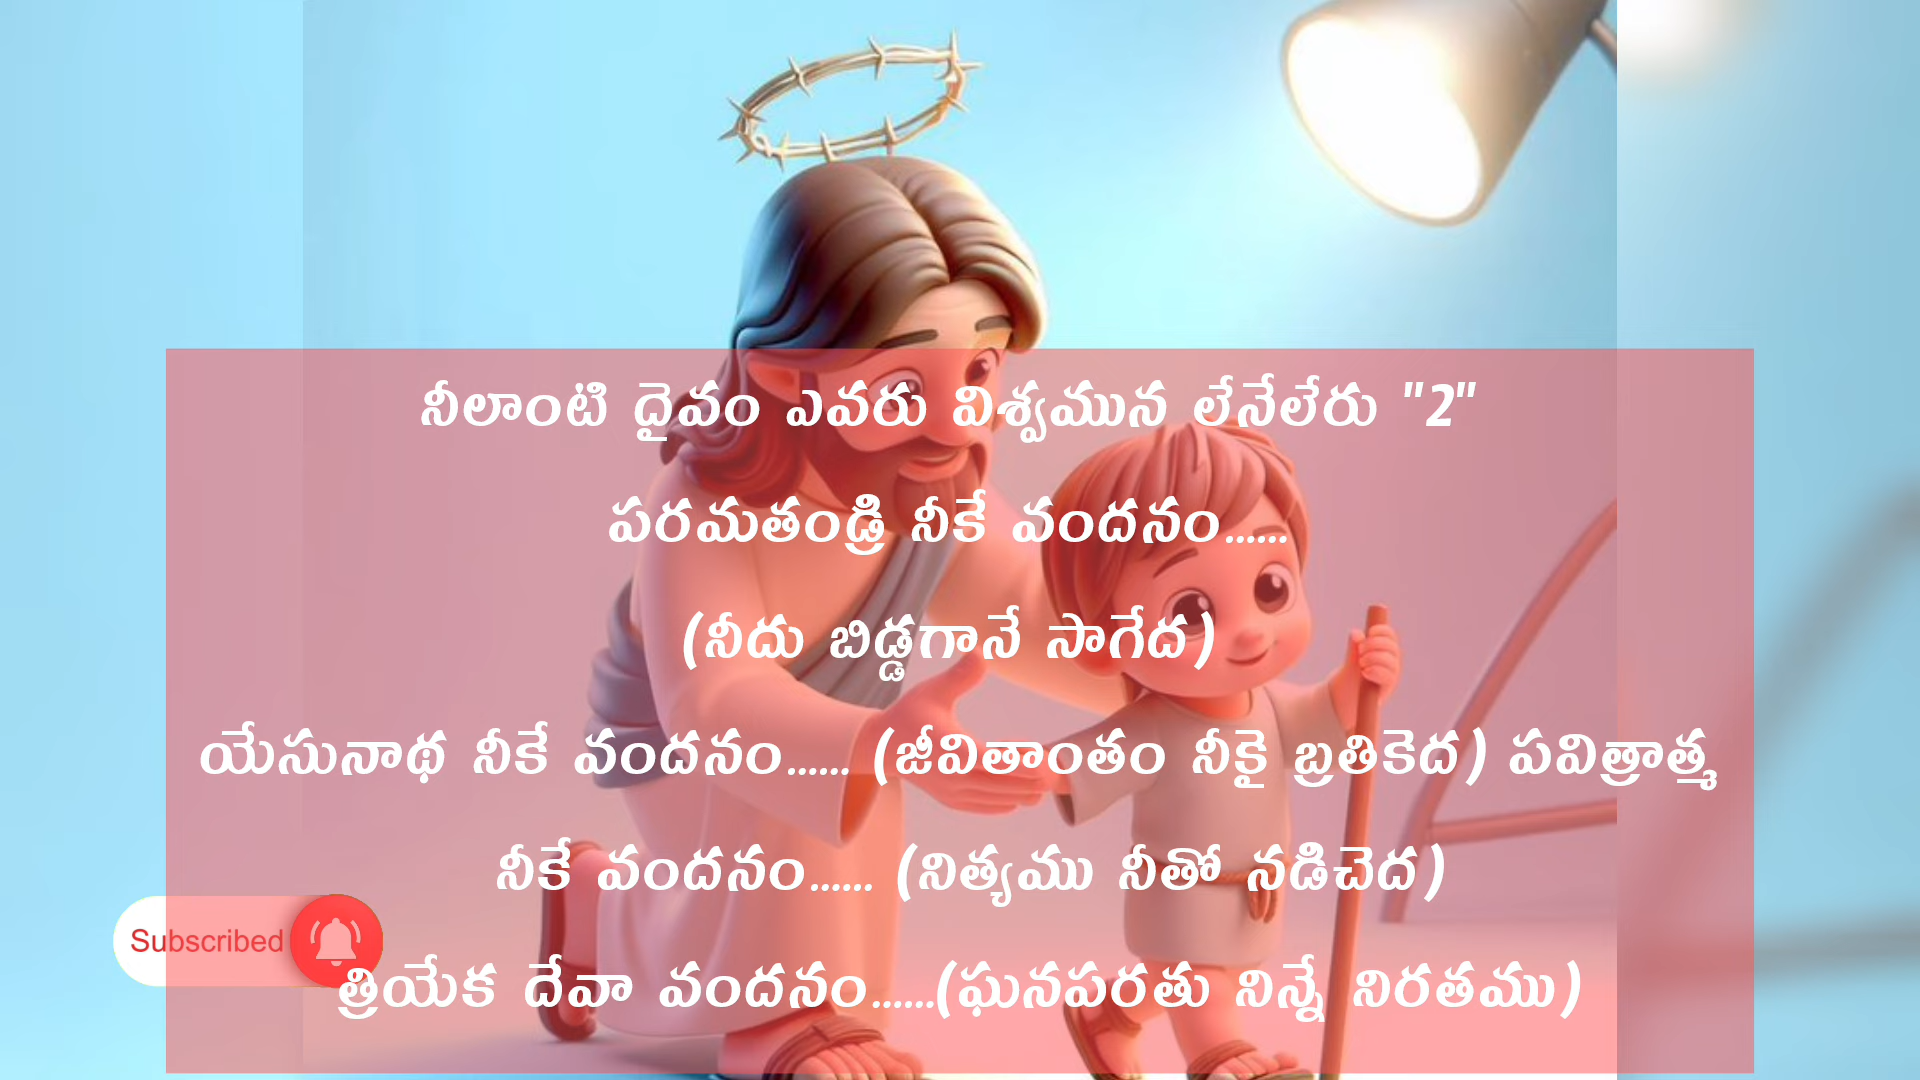 నీలాంటి దైవం ఎవరు విశ్వమున లేనేలేరు "2"
పరమతండ్రి నీకే వందనం......
(నీదు బిడ్డగానే సాగేద)
యేసునాథ నీకే వందనం...... (జీవితాంతం నీకై బ్రతికెద) పవిత్రాత్మ
నీకే వందనం...... (నిత్యము నీతో నడిచెద)
Subscribed
త్రియేక దేవా వందనం......(ఘనపరతు నిన్నే నిరతము)